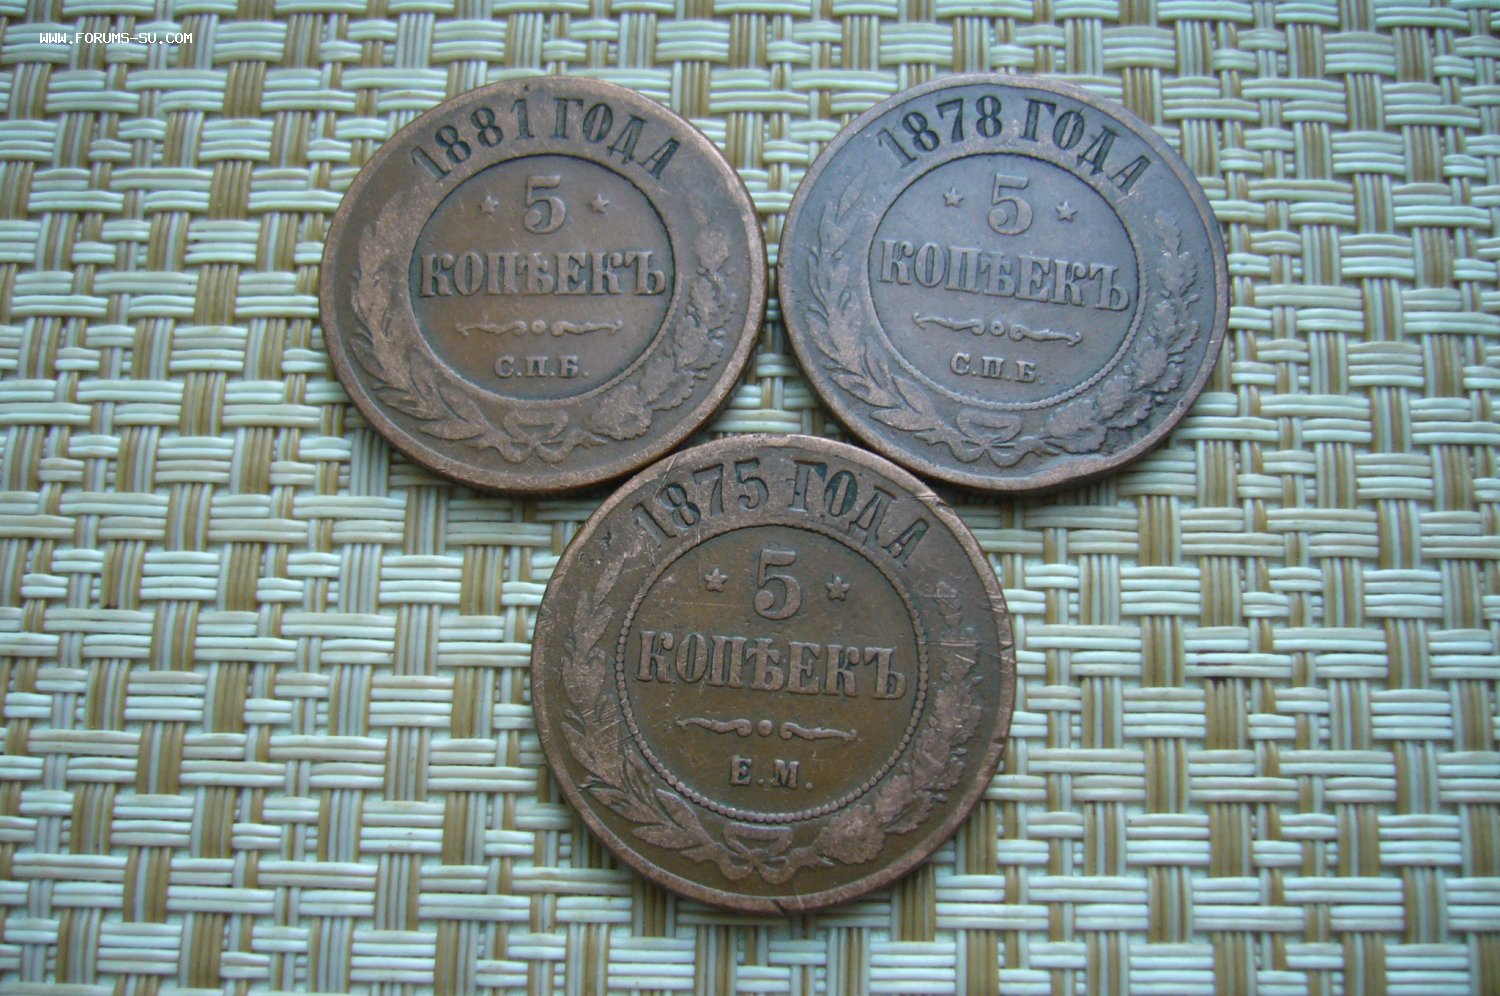 WWW.FORUMS-SU.COM
1881 ГОДА
5
КОПѢЕКЪ
С.П.Б.
1878 ГОДА
5
КОПѢЕКЪ
С.П.Б.
1875 ГОДА
5
КОПѢЕКЪ
Е.М.